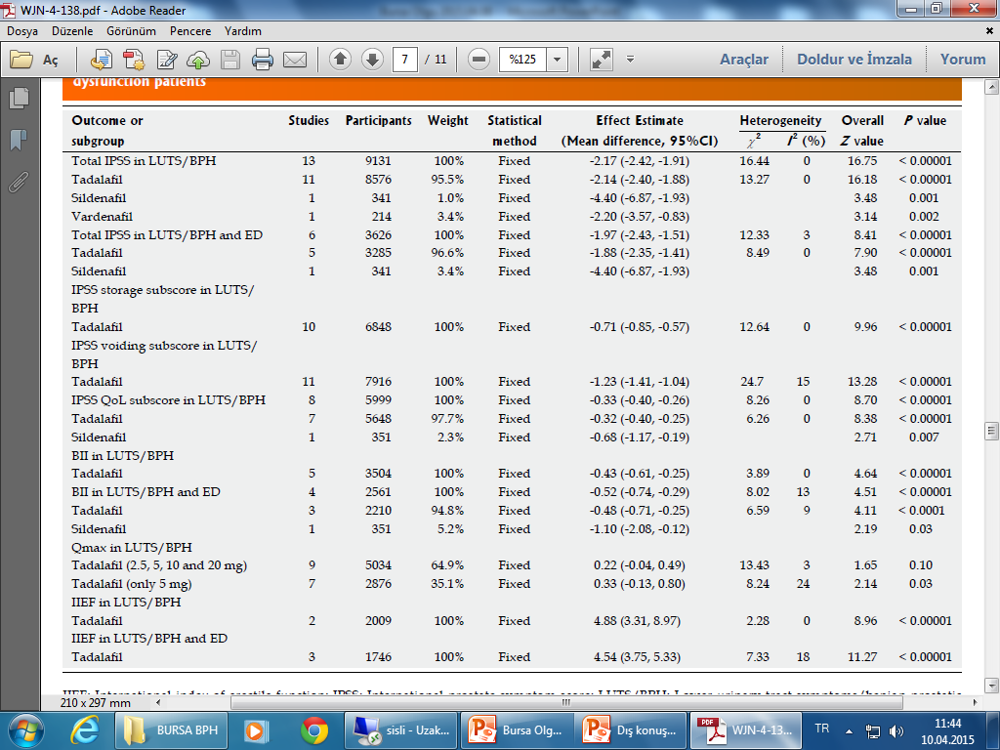 WJN-4-138.pdf - Adobe Reader
Dosya Düzenle Görünüm Pencere Yardım
Aç 7 / 11 %125 Araçlar Doldur ve İmzala Yorum
dysfunction patients
Outcome or Studies Participants Weight Statistical Effect Estimate Heterogeneity Overall P value
subgroup method (Mean difference, 95%CI) χ² I² (%) Z value
Total IPSS in LUTS/BPH 13 9131 100% Fixed -2.17 (-2.42, -1.91) 16.44 0 16.75 < 0.00001
Tadalafil 11 8576 95.5% Fixed -2.14 (-2.40, -1.88) 13.27 0 16.18 < 0.00001
Sildenafil 1 341 1.0% Fixed -4.40 (-6.87, -1.93) 3.48 0.001
Vardenafil 1 214 3.4% Fixed -2.20 (-3.57, -0.83) 3.14 0.002
Total IPSS in LUTS/BPH and ED 6 3626 100% Fixed -1.97 (-2.43, -1.51) 12.33 3 8.41 < 0.00001
Tadalafil 5 3285 96.6% Fixed -1.88 (-2.35, -1.41) 8.49 0 7.90 < 0.00001
Sildenafil 1 341 3.4% Fixed -4.40 (-6.87, -1.93) 3.48 0.001
IPSS storage subscore in LUTS/
BPH
Tadalafil 10 6848 100% Fixed -0.71 (-0.85, -0.57) 12.64 0 9.96 < 0.00001
IPSS voiding subscore in LUTS/
BPH
Tadalafil 11 7916 100% Fixed -1.23 (-1.41, -1.04) 24.7 15 13.28 < 0.00001
IPSS QoL subscore in LUTS/BPH 8 5999 100% Fixed -0.33 (-0.40, -0.26) 8.26 0 8.70 < 0.00001
Tadalafil 7 5648 97.7% Fixed -0.32 (-0.40, -0.25) 6.26 0 8.38 < 0.00001
Sildenafil 1 351 2.3% Fixed -0.68 (-1.17, -0.19) 2.71 0.007
BII in LUTS/BPH
Tadalafil 5 3504 100% Fixed -0.43 (-0.61, -0.25) 3.89 0 4.64 < 0.00001
BII in LUTS/BPH and ED 4 2561 100% Fixed -0.52 (-0.74, -0.29) 8.02 13 4.51 < 0.00001
Tadalafil 3 2210 94.8% Fixed -0.48 (-0.71, -0.25) 6.59 9 4.11 < 0.0001
Sildenafil 1 351 5.2% Fixed -1.10 (-2.08, -0.12) 2.19 0.03
Qmax in LUTS/BPH
Tadalafil (2.5, 5, 10 and 20 mg) 9 5034 64.9% Fixed 0.22 (-0.04, 0.49) 13.43 3 1.65 0.10
Tadalafil (only 5 mg) 7 2876 35.1% Fixed 0.33 (-0.13, 0.80) 8.24 24 2.14 0.03
IIEF in LUTS/BPH
Tadalafil 2 2009 100% Fixed 4.88 (3.31, 8.97) 2.28 0 8.96 < 0.00001
IIEF in LUTS/BPH and ED
Tadalafil 3 1746 100% Fixed 4.54 (3.75, 5.33) 7.33 18 11.27 < 0.00001
IIEF: International index of erectile function; IPSS: International prostate symptom score; LUTS/BPH: Lower urinary tract symptoms/benign prostatic
210 x 297 mm
BURSA BPH sisli - Uzak... Bursa Olg... Dış konuş... WJN-4-13... TR 11:44
10.04.2015